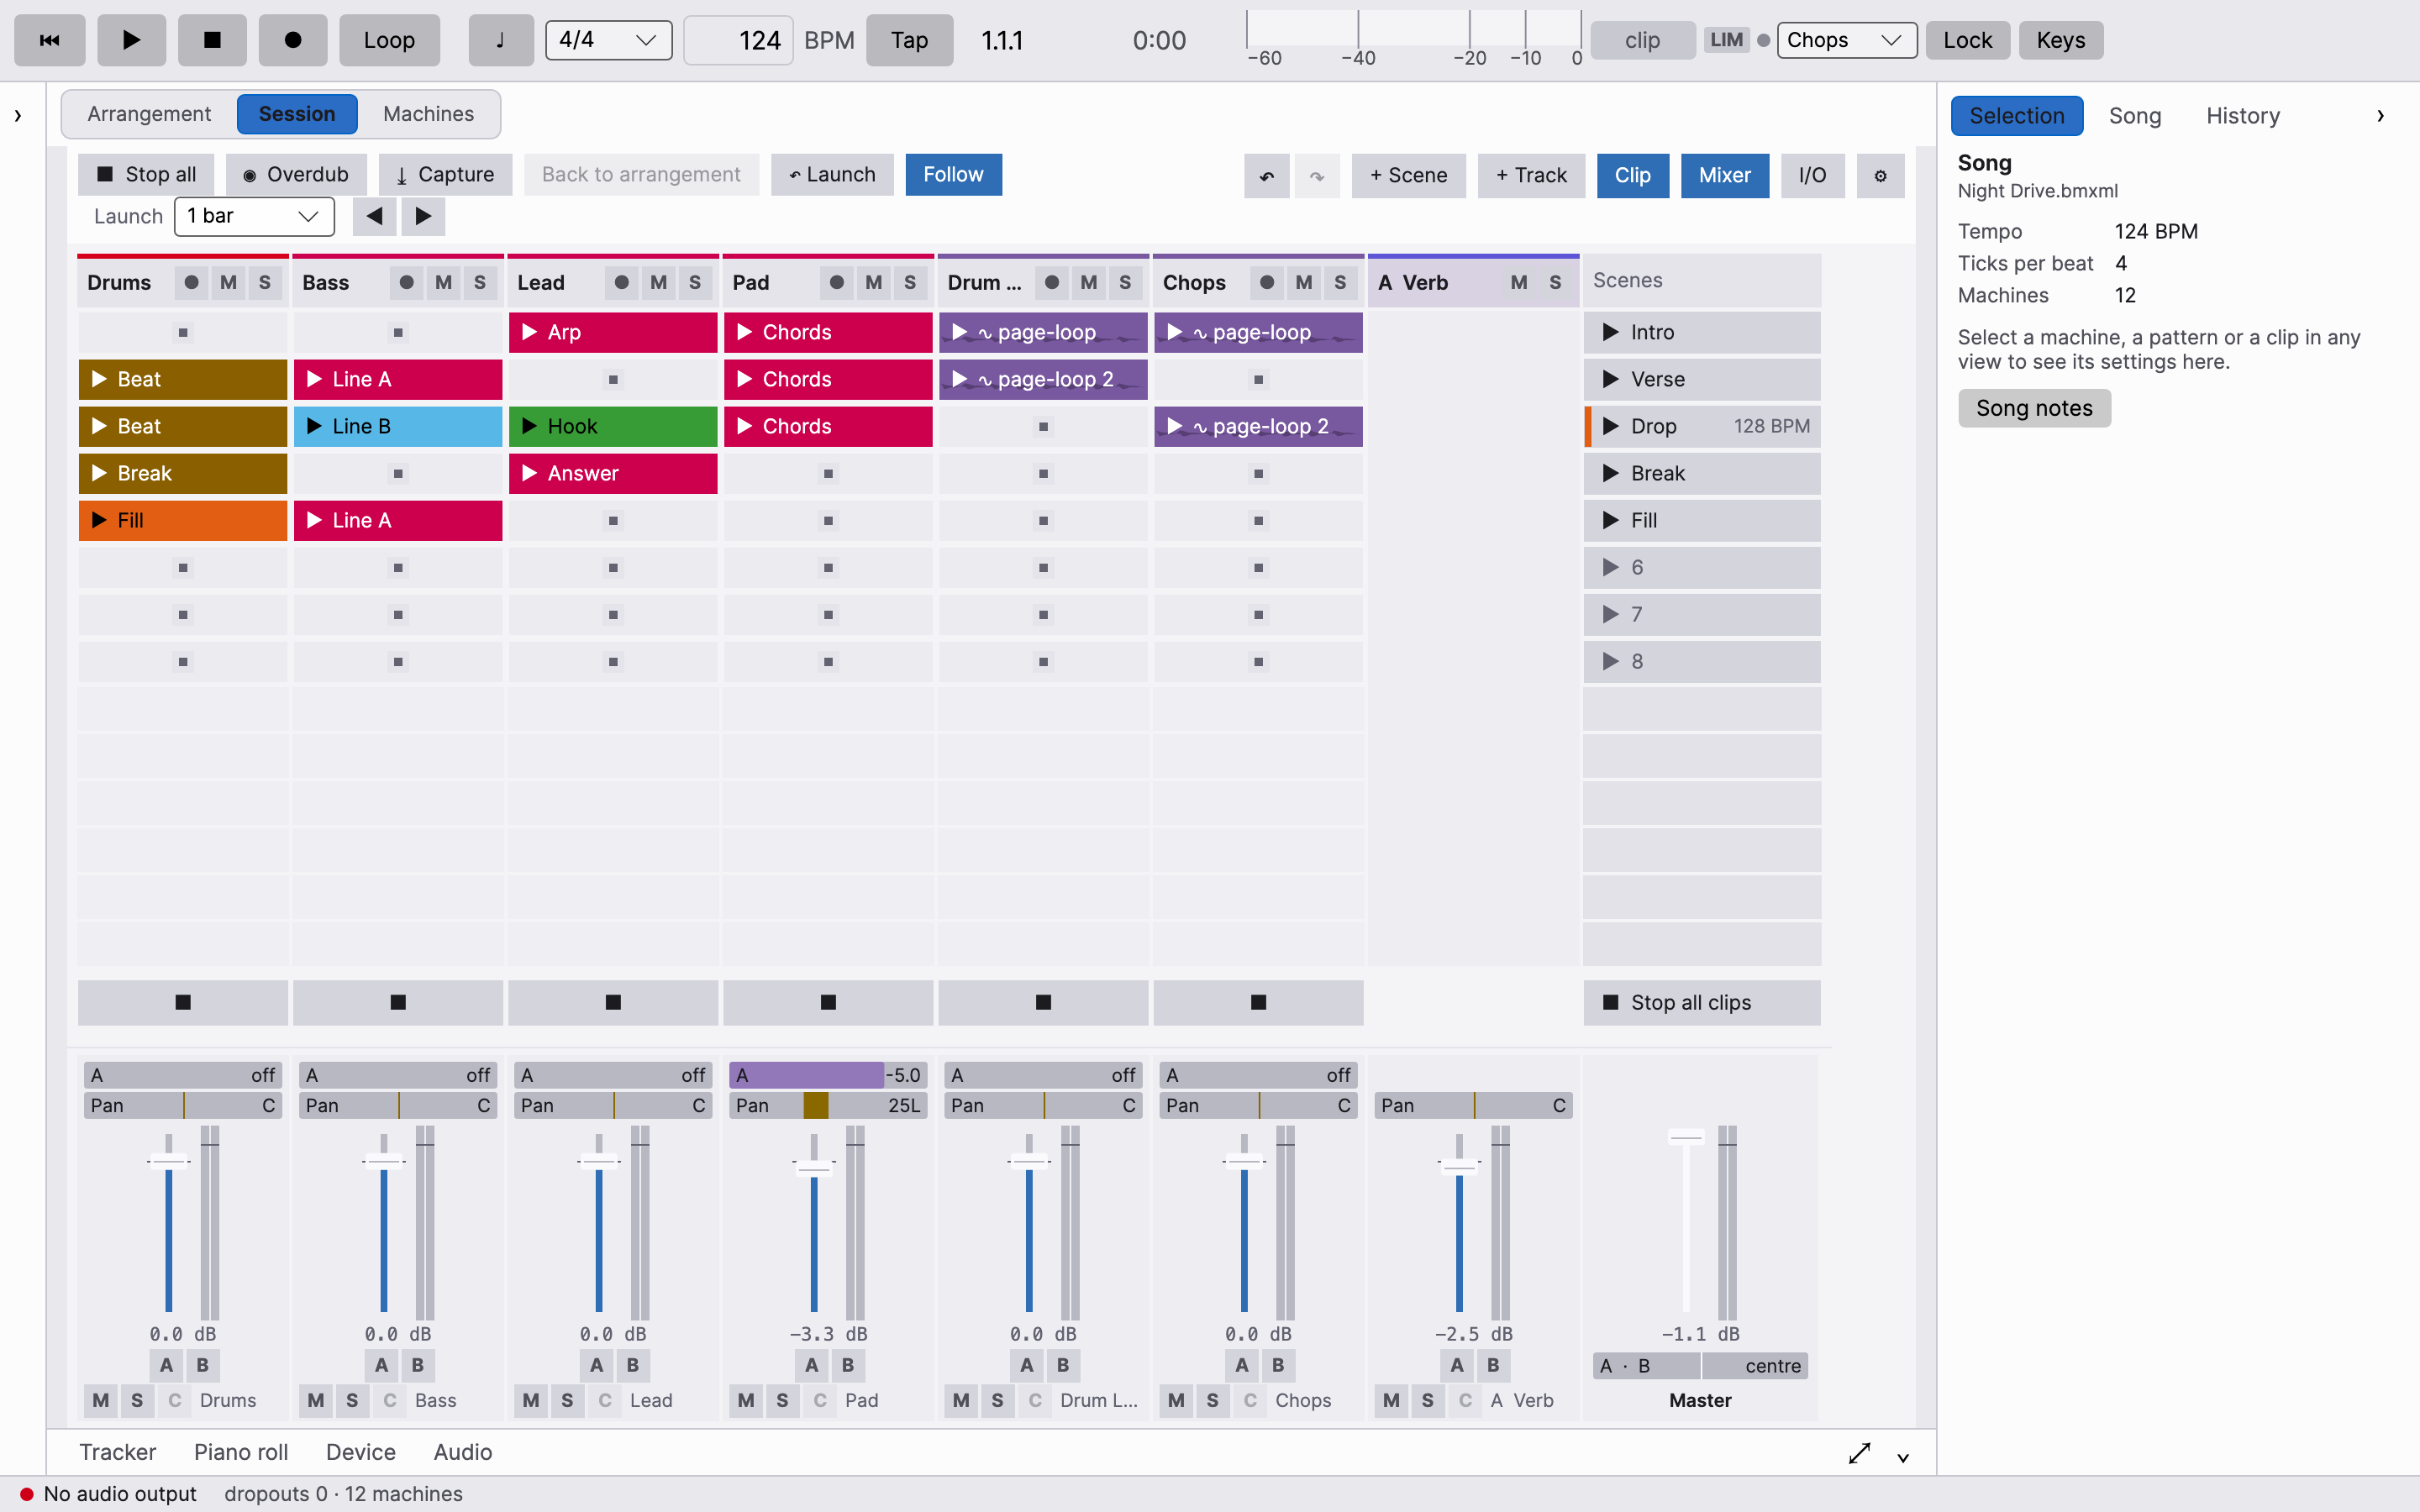 Loop 4/4 124 BPM Tap 1.1.1 0:00 −60 −40 −20 −10 0 clip LIM Chops Lock Keys
Arrangement Session Machines
Selection Song History
Stop all Overdub Capture Back to arrangement Launch Follow + Scene + Track Clip Mixer I/O
Launch 1 bar
Song
Night Drive.bmxml
Tempo 124 BPM
Ticks per beat 4
Machines 12
Select a machine, a pattern or a clip in any
view to see its settings here.
Song notes
Drums M S Bass M S Lead M S Pad M S Drum ... M S Chops M S A Verb M S Scenes
Arp Chords page-loop page-loop Intro
Beat Line A Chords page-loop 2 Verse
Beat Line B Hook Chords page-loop 2 Drop 128 BPM
Break Answer Break
Fill Line A Fill
6
7
8
Stop all clips
A off A off A off A -5.0 A off A off
Pan C Pan C Pan C Pan 25L Pan C Pan C Pan C
0.0 dB 0.0 dB 0.0 dB −3.3 dB 0.0 dB 0.0 dB −2.5 dB −1.1 dB
A B A B A B A B A B A B A B A · B centre
M S C Drums M S C Bass M S C Lead M S C Pad M S C Drum L... M S C Chops M S C A Verb Master
Tracker Piano roll Device Audio
No audio output dropouts 0 · 12 machines